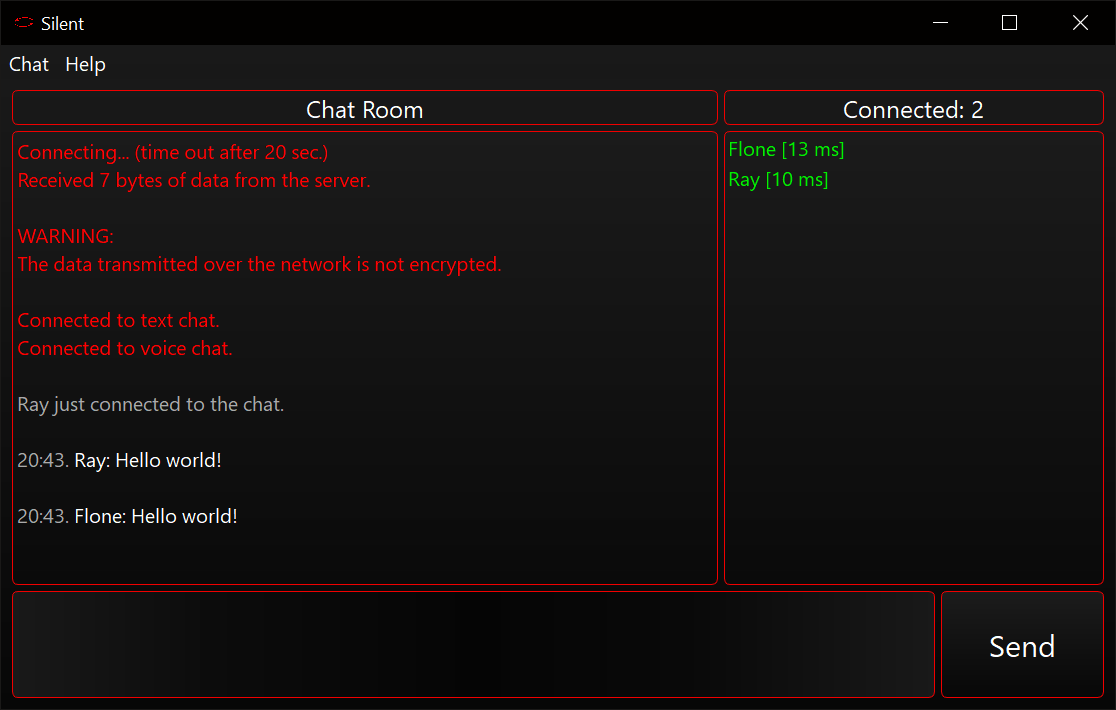 Silent
Chat Help
Chat Room
Connected: 2
Connecting... (time out after 20 sec.)
Received 7 bytes of data from the server.
WARNING:
The data transmitted over the network is not encrypted.
Connected to text chat.
Connected to voice chat.
Ray just connected to the chat.
20:43. Ray: Hello world!
20:43. Flone: Hello world!
Flone [13 ms]
Ray [10 ms]
Send